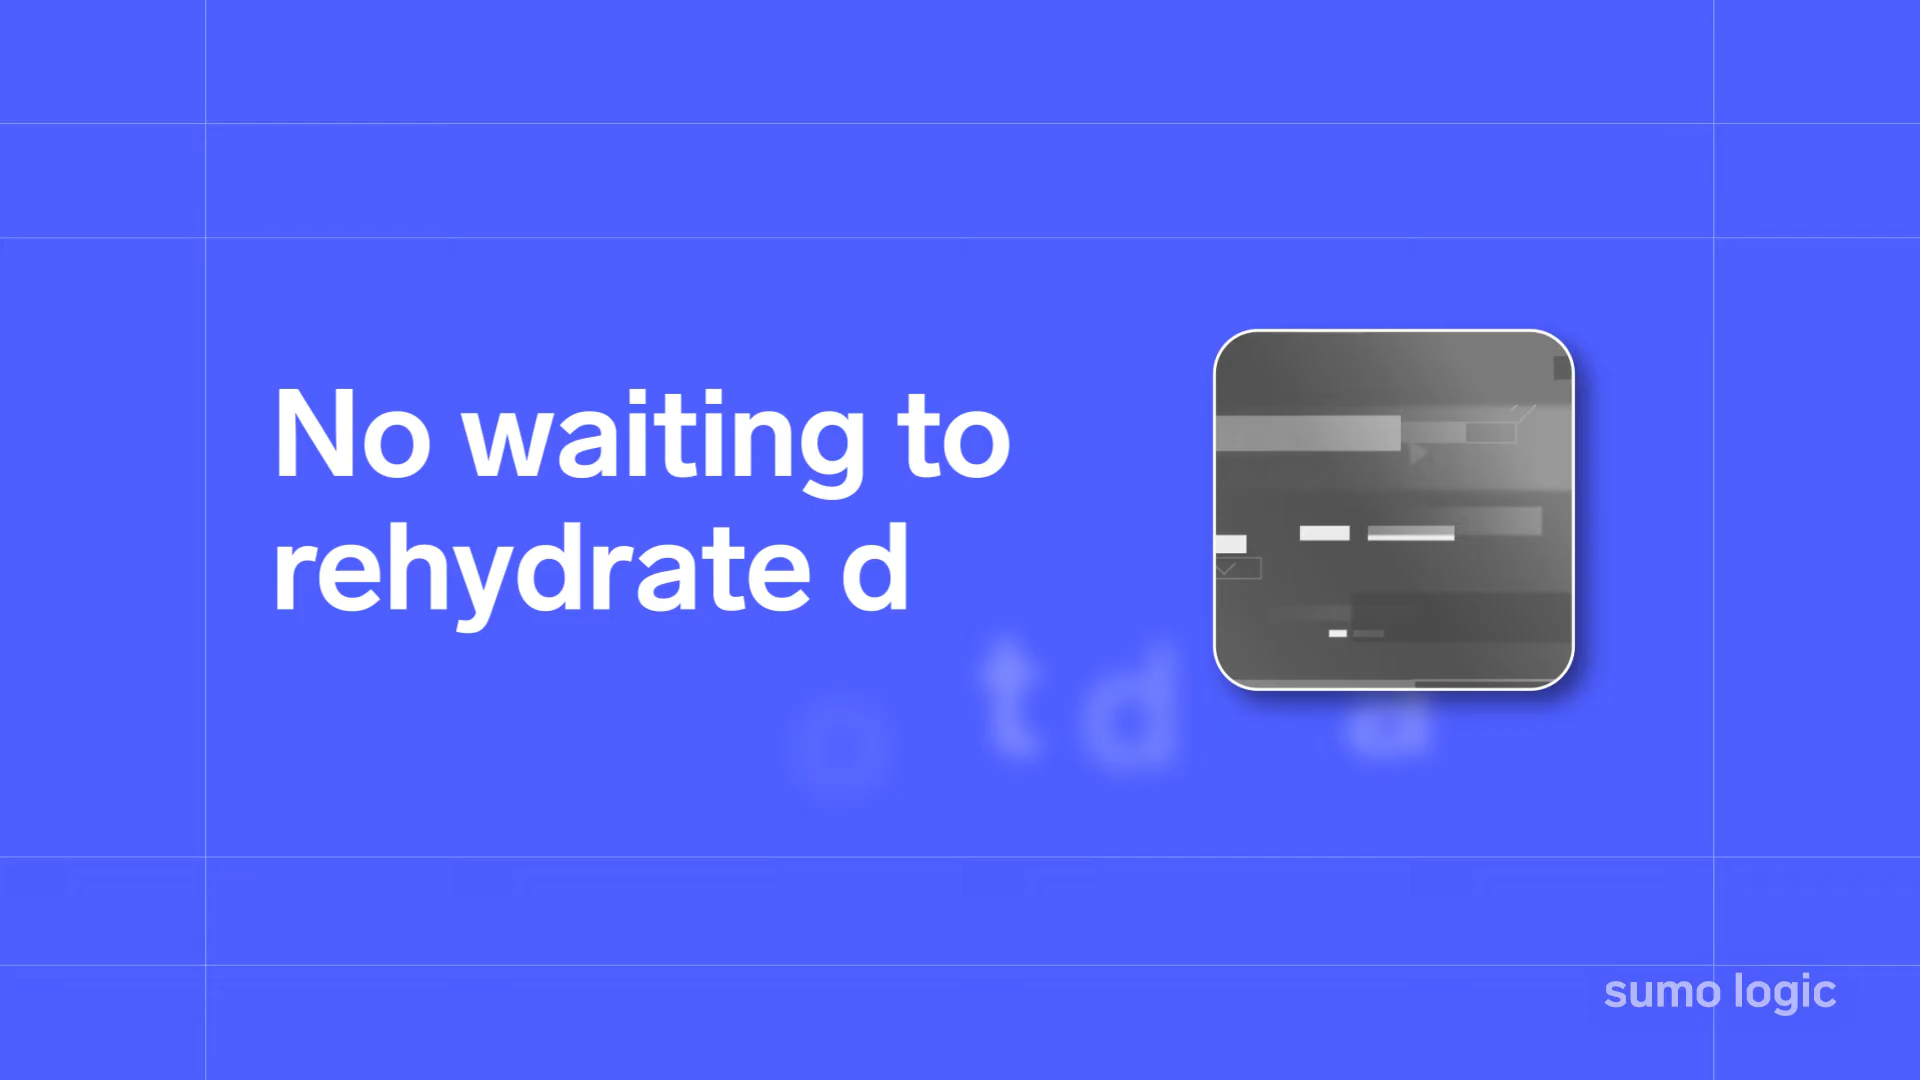 No waiting to
rehydrate d
sumo logic